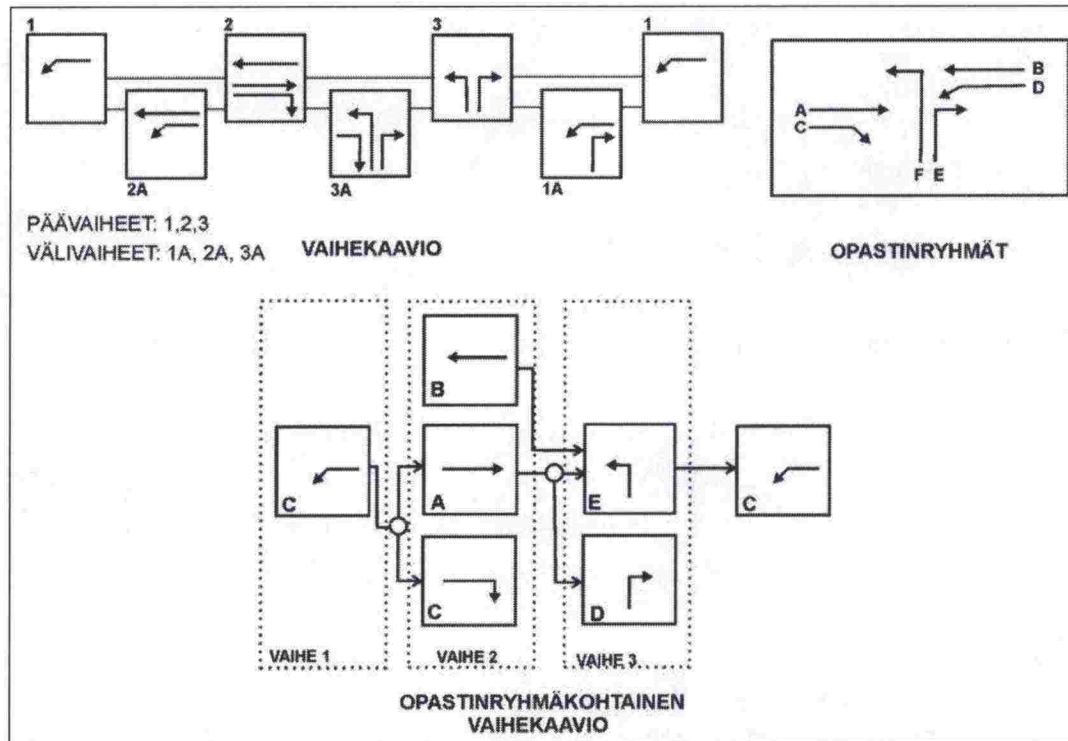 1
2
3
1
2A
3A
1A
PÄÄVAIHEET: 1,2,3
VÄLIVAIHEET: 1A, 2A, 3A
VAIHEKAAVIO
A
C
B
D
F E
OPASTINRYHMÄT
B
C
A
E
C
C
D
VAIHE 1
VAIHE 2
VAIHE 3
OPASTINRYHMÄKOHTAINEN
VAIHEKAAVIO